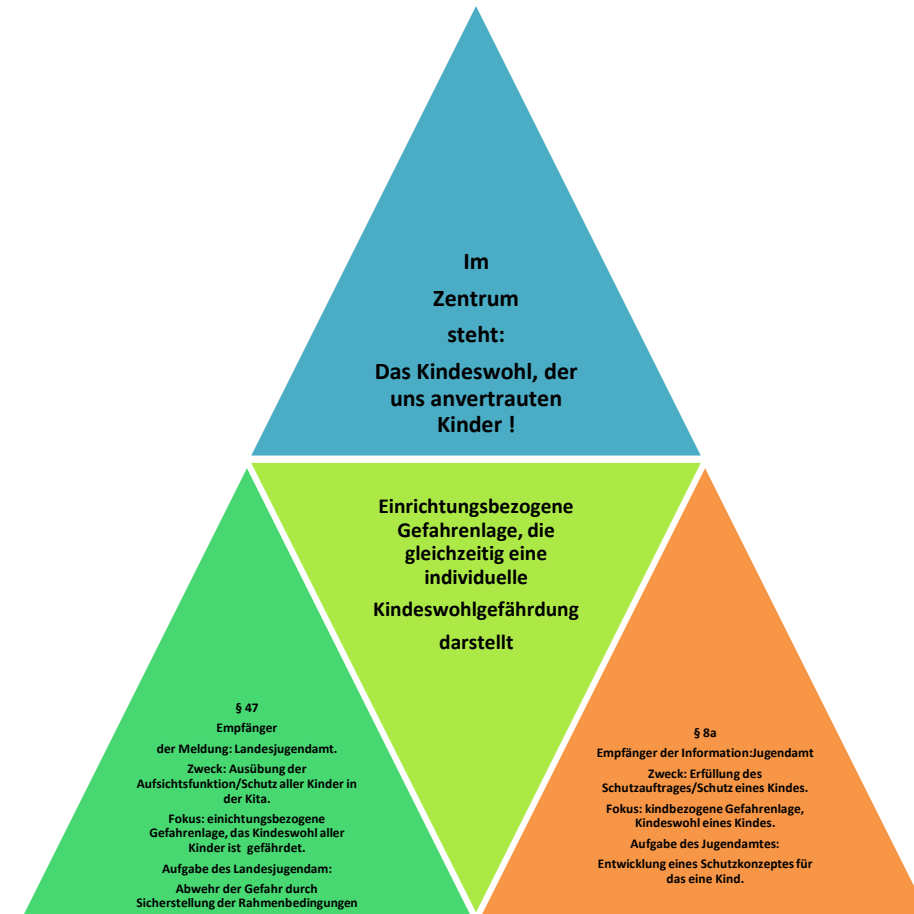 Im
Zentrum
steht:
Das Kindeswohl, der
uns anvertrauten
Kinder !
Einrichtungsbezogene
Gefahrenlage, die
gleichzeitig eine
individuelle
Kindeswohlgefährdung
darstellt
§ 47
Empfänger
der Meldung: Landesjugendamt.
Zweck: Ausübung der
Aufsichtsfunktion/Schutz aller Kinder in
der Kita.
Fokus: einichtungsbezogene
Gefahrenlage, das Kindeswohl aller
Kinder ist gefährdet.
Aufgabe des Landesjugendam:
Abwehr der Gefahr durch
Sicherstellung der Rahmenbedingungen
§ 8a
Empfänger der Information:Jugendamt
Zweck: Erfüllung des
Schutzauftrages/Schutz eines Kindes.
Fokus: kindbezogene Gefahrenlage,
Kindeswohl eines Kindes.
Aufgabe des Jugendamtes:
Entwicklung eines Schutzkonzeptes für
das eine Kind.